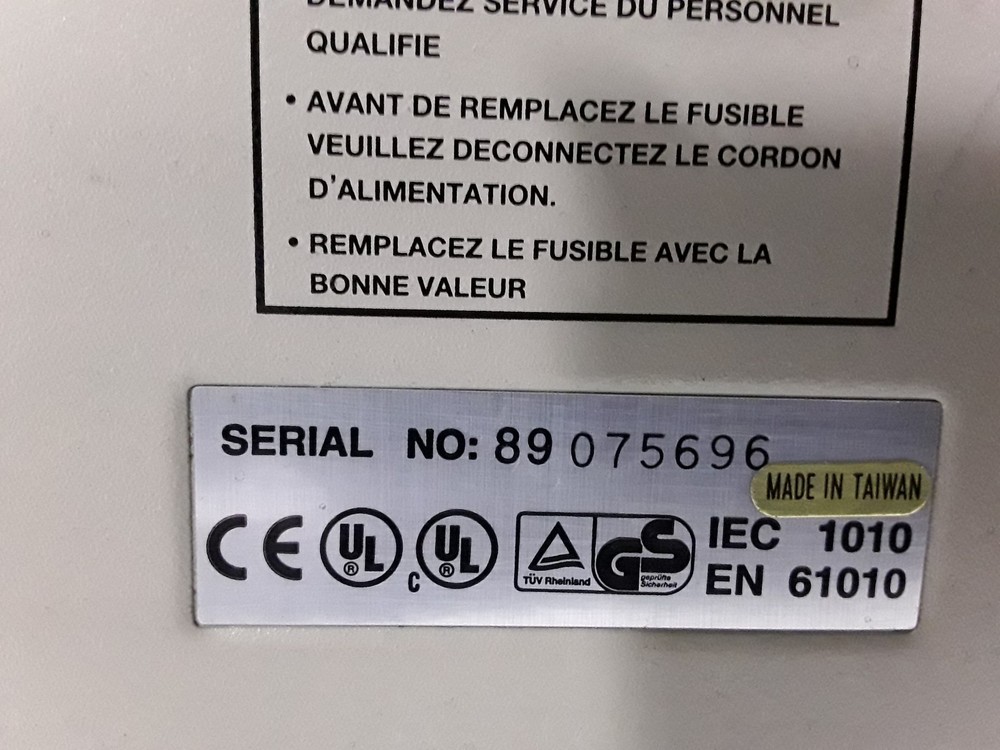 DEMANDEZ SERVICE DU PERSONNEL
QUALIFIE
• AVANT DE REMPLACEZ LE FUSIBLE
VEUILLEZ DECONNECTEZ LE CORDON
D'ALIMENTATION.
• REMPLACEZ LE FUSIBLE AVEC LA
BONNE VALEUR
SERIAL NO: 89 075696
MADE IN TAIWAN
CE UL ® C UL ® TÜV Rheinland GS geprüfte Sicherheit IEC 1010
EN 61010